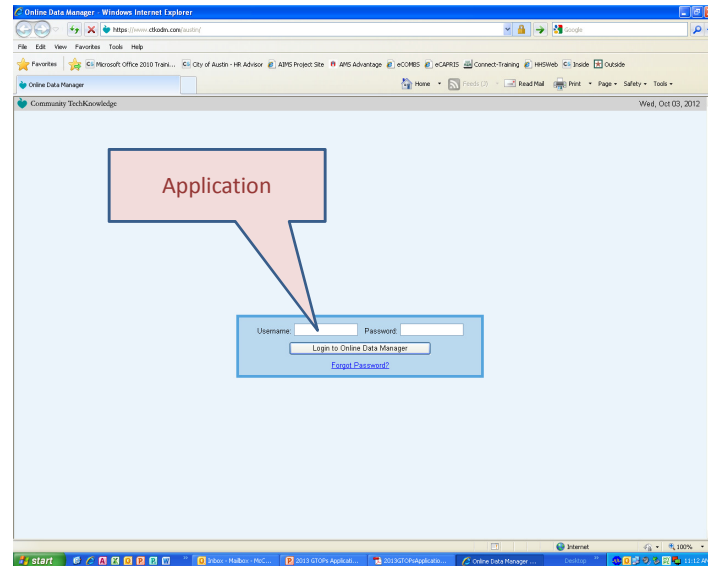 Online Data Manager - Windows Internet Explorer
https://www.ctkodm.com/austin/
Google
File Edit View Favorites Tools Help
Favorites Microsoft Office 2010 Traini... City of Austin - HR Advisor AIMS Project Site AMS Advantage eCOMBS eCAPRIS Connect-Training HHSWeb Inside Outside
Online Data Manager Home Feeds (3) Read Mail Print Page Safety Tools
Community TechKnowledge Wed, Oct 03, 2012
Application
Username: Password:
Login to Online Data Manager
Forgot Password?
Internet 100%
start Inbox - Mailbox - McC... 2013 GTOPs Applicati... 2013GTOPsApplicatio... Online Data Manager ... Desktop 11:12 AM